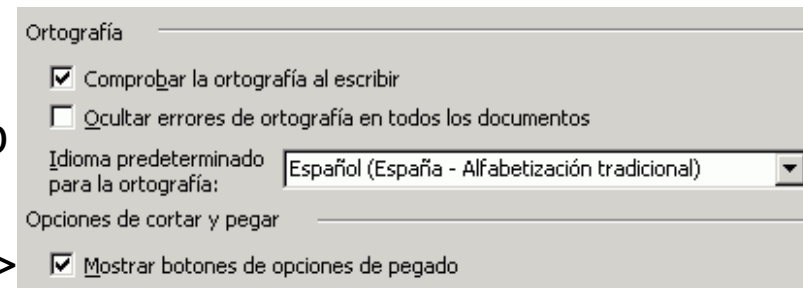 Ortografía
Comprobar la ortografía al escribir
Ocultar errores de ortografía en todos los documentos
Idioma predeterminado
para la ortografía:
Español (España - Alfabetización tradicional)
Opciones de cortar y pegar
>
Mostrar botones de opciones de pegado